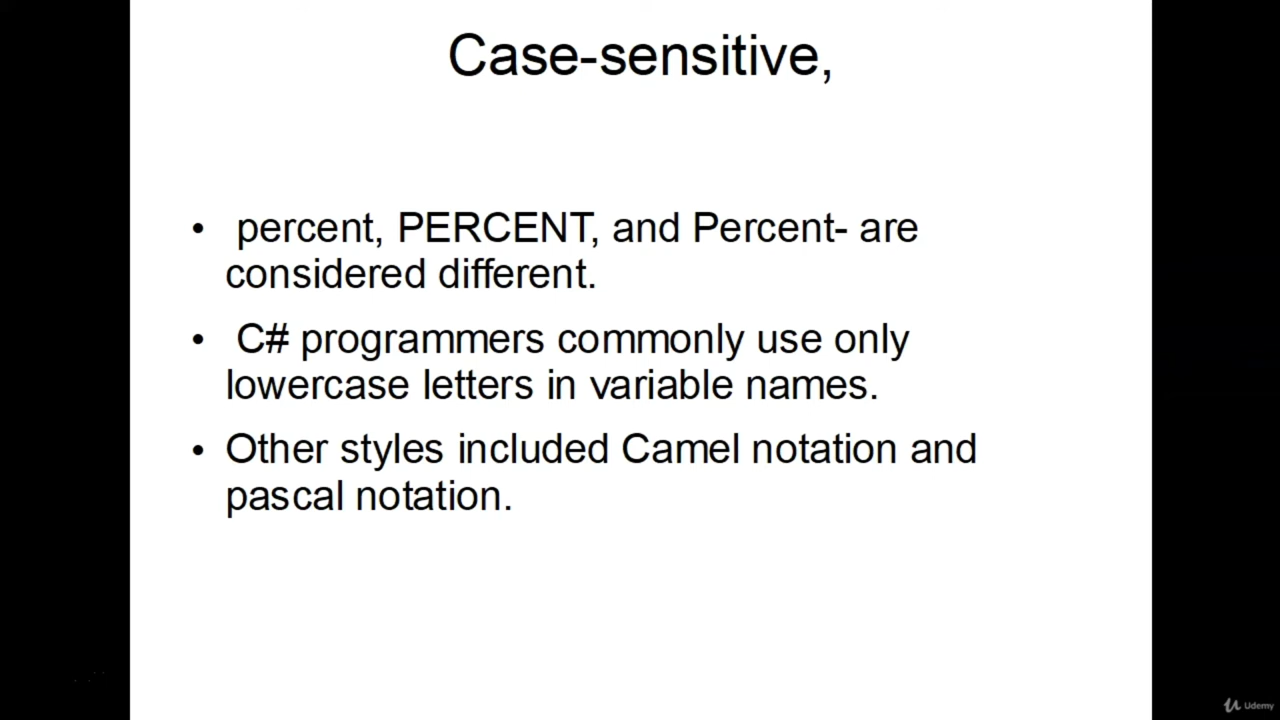 Case-sensitive,
• percent, PERCENT, and Percent- are
considered different.
• C# programmers commonly use only
lowercase letters in variable names.
• Other styles included Camel notation and
pascal notation.
Udemy